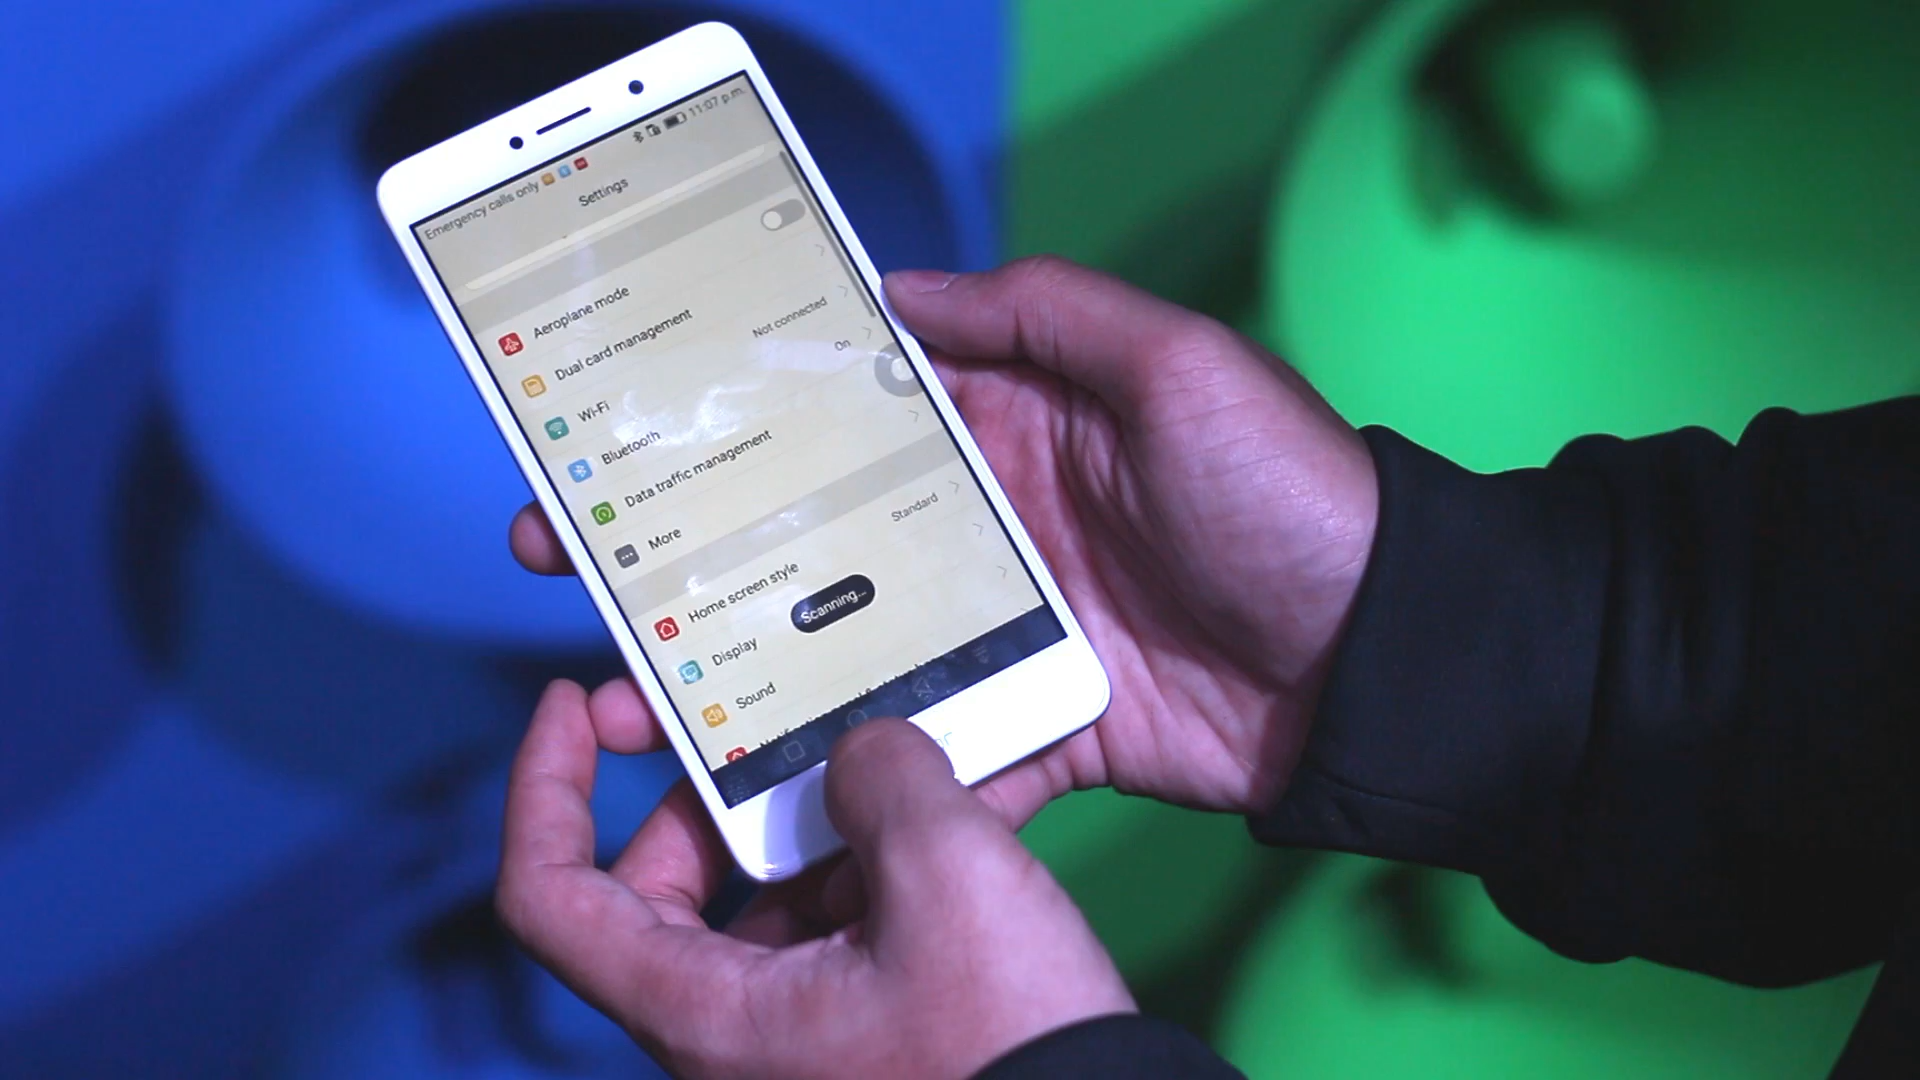 Emergency calls only 11:07 p.m.
Settings
Aeroplane mode
Dual card management
Wi-Fi Not connected
Bluetooth On
Data traffic management
More
Home screen style Standard
Display
Scanning...
Sound